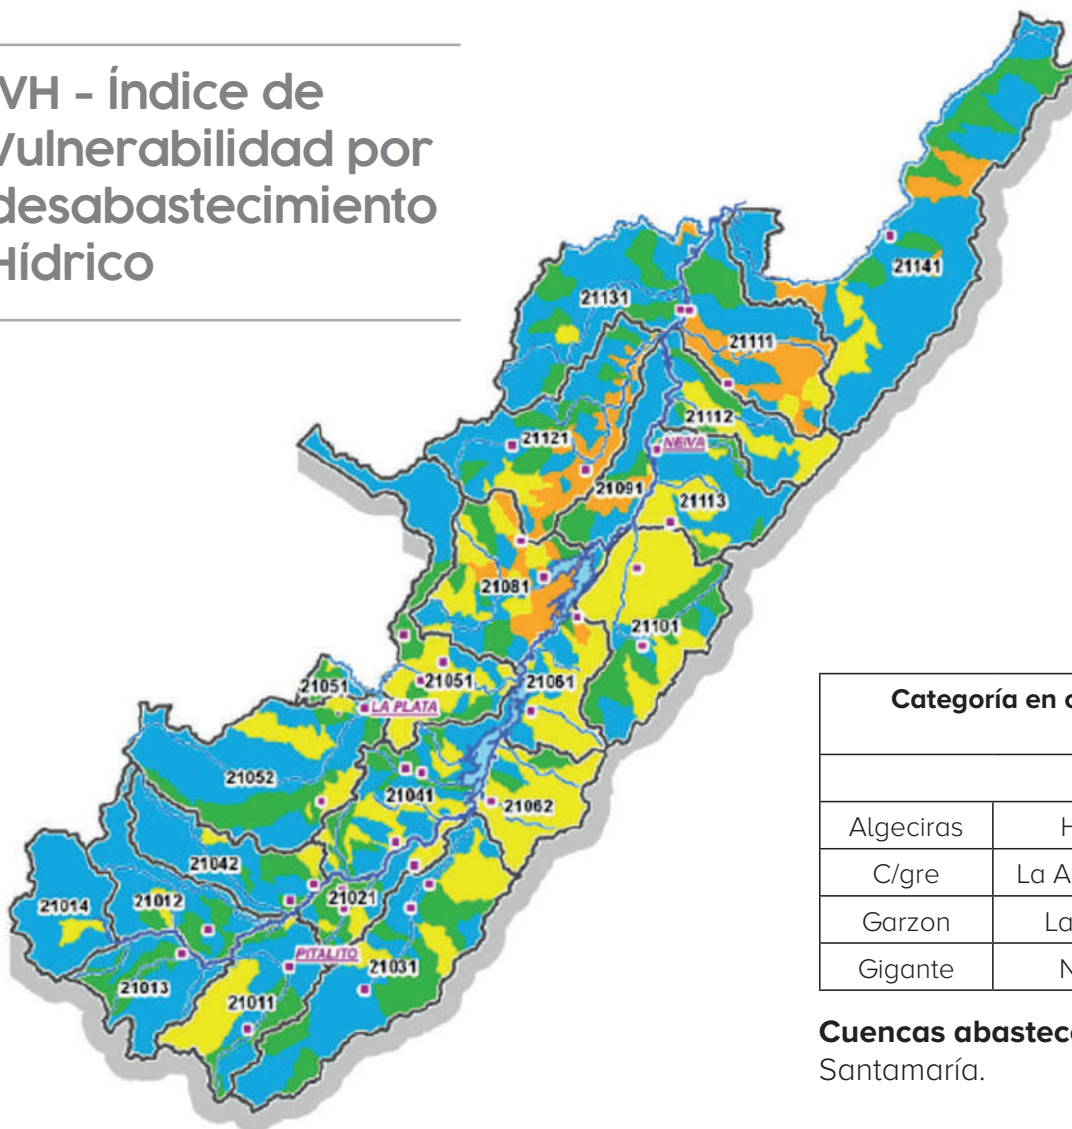 VH - Índice de
Vulnerabilidad por
desabastecimiento
Hídrico
21141
21131
21111
21112
21121
NEIVA
21091
21113
21081
21101
21051
21051
21061
LA PLATA
21052
21041
21062
21042
21021
21014
21012
PITALITO
21031
21013
21011
Categoría en c
Algeciras H
C/gre La A
Garzon La
Gigante N
Cuencas abastec
Santamaría.